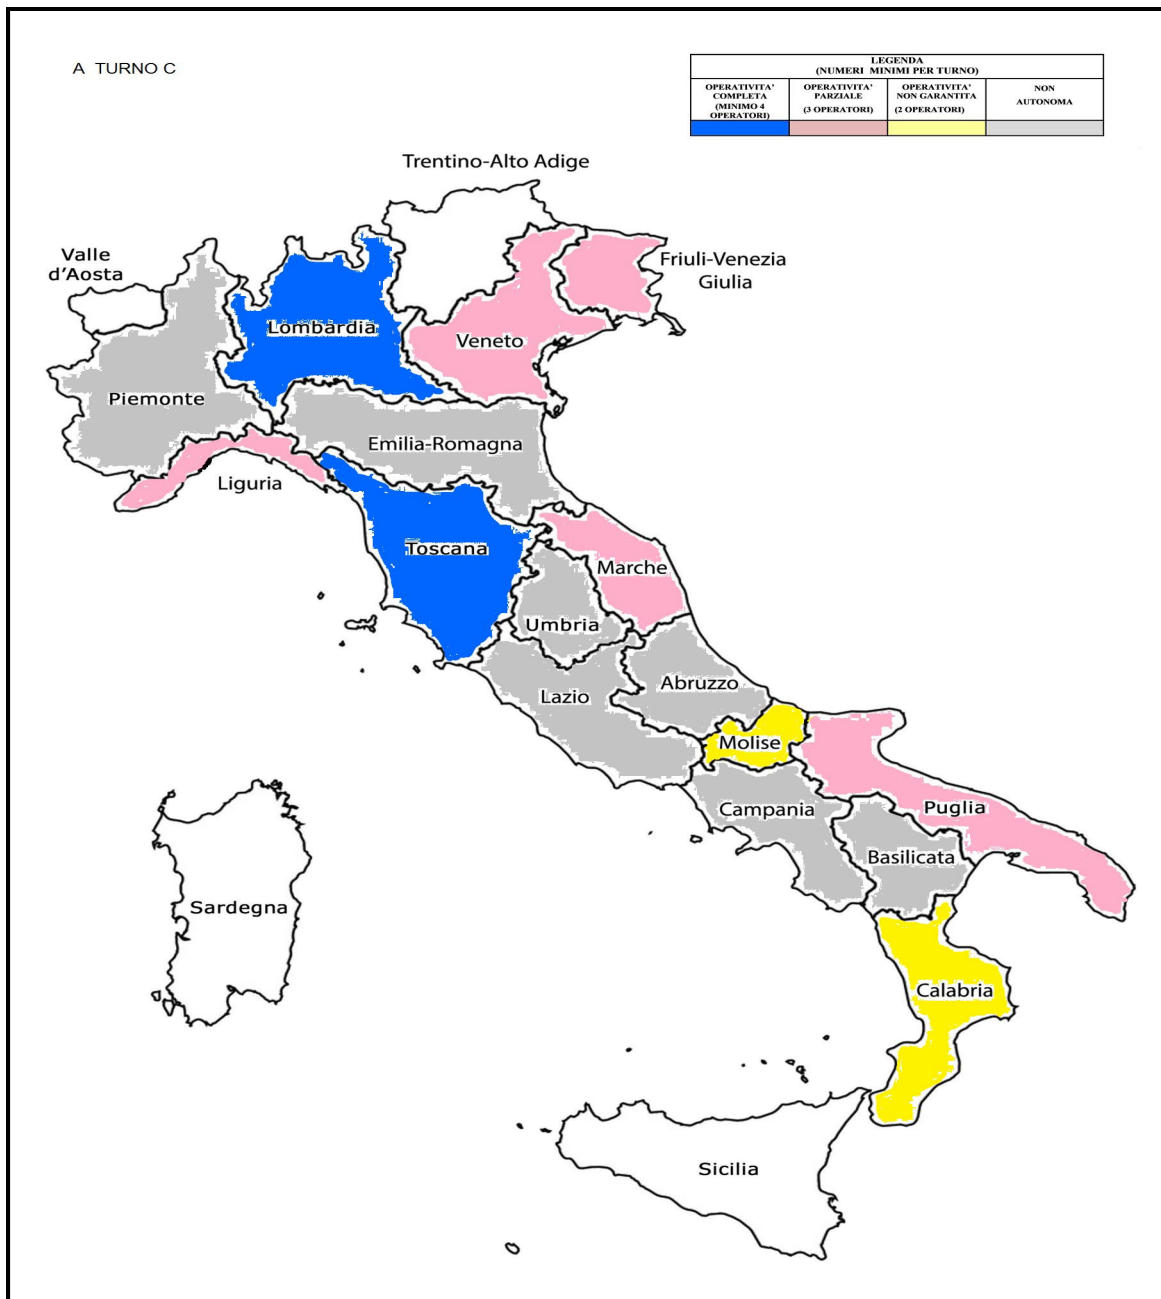 A TURNO C
LEGENDA
(NUMERI MINIMI PER TURNO)
OPERATIVITA'
COMPLETA
(MINIMO 4
OPERATORI)
OPERATIVITA'
PARZIALE
(3 OPERATORI)
OPERATIVITA'
NON GARANTITA
(2 OPERATORI)
NON
AUTONOMA
Trentino-Alto Adige
Valle
d'Aosta
Friuli-Venezia
Giulia
Lombardia
Veneto
Piemonte
Emilia-Romagna
Liguria
Toscana
Marche
Umbria
Abruzzo
Lazio
Molise
Campania
Puglia
Basilicata
Sardegna
Calabria
Sicilia